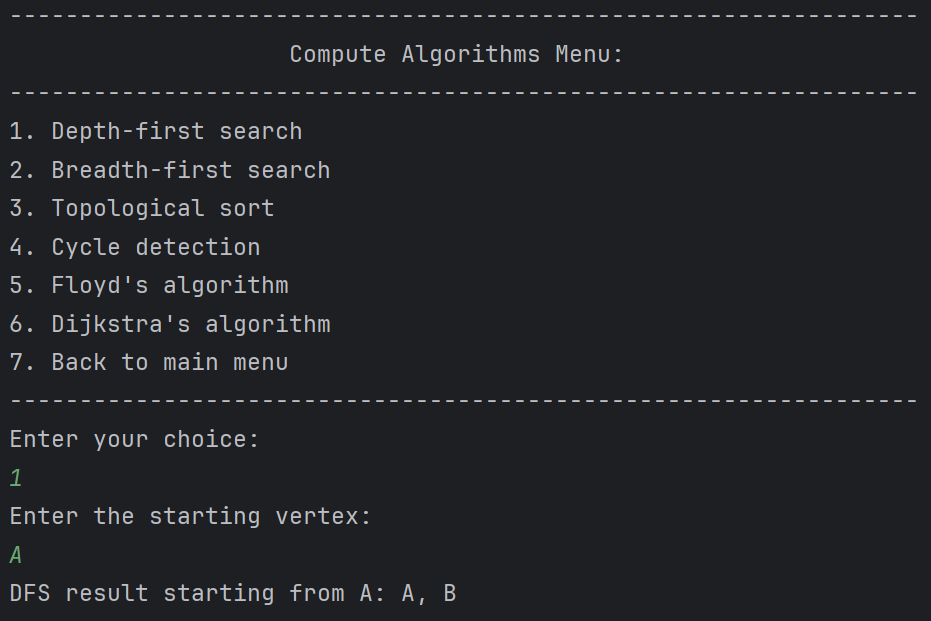 -----------------------------------------------------------------
Compute Algorithms Menu:
-----------------------------------------------------------------
1. Depth-first search
2. Breadth-first search
3. Topological sort
4. Cycle detection
5. Floyd's algorithm
6. Dijkstra's algorithm
7. Back to main menu
-----------------------------------------------------------------
Enter your choice:
1
Enter the starting vertex:
A
DFS result starting from A: A, B